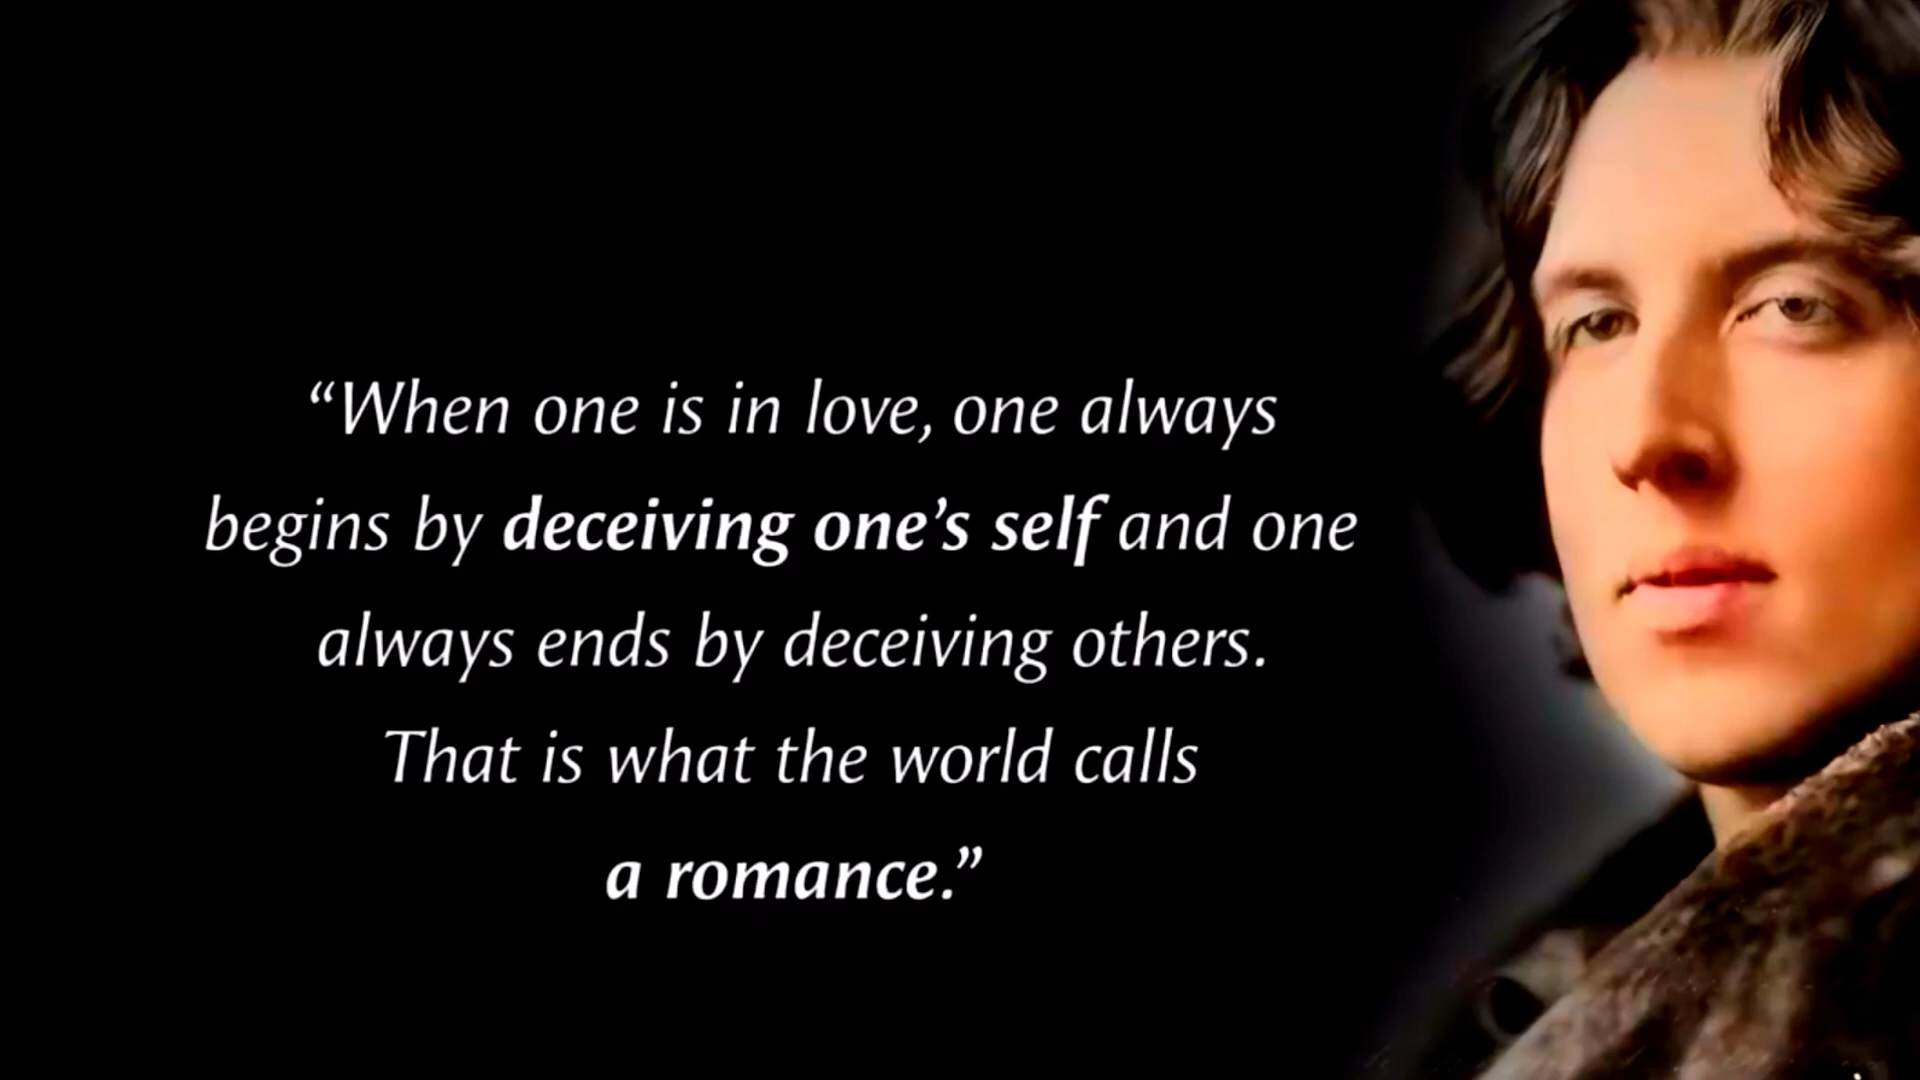 “When one is in love, one always
begins by deceiving one’s self and one
always ends by deceiving others.
That is what the world calls
a romance.”